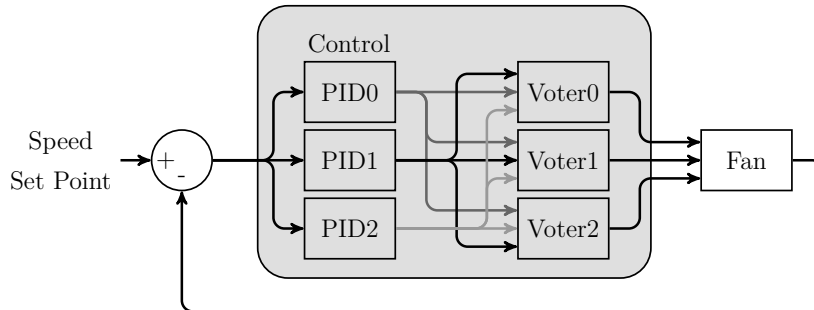 Control
PID0
Voter0
Speed
Set Point
+
-
PID1
Voter1
Fan
PID2
Voter2